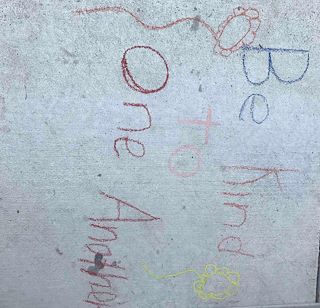 Be Kind
to
One Another